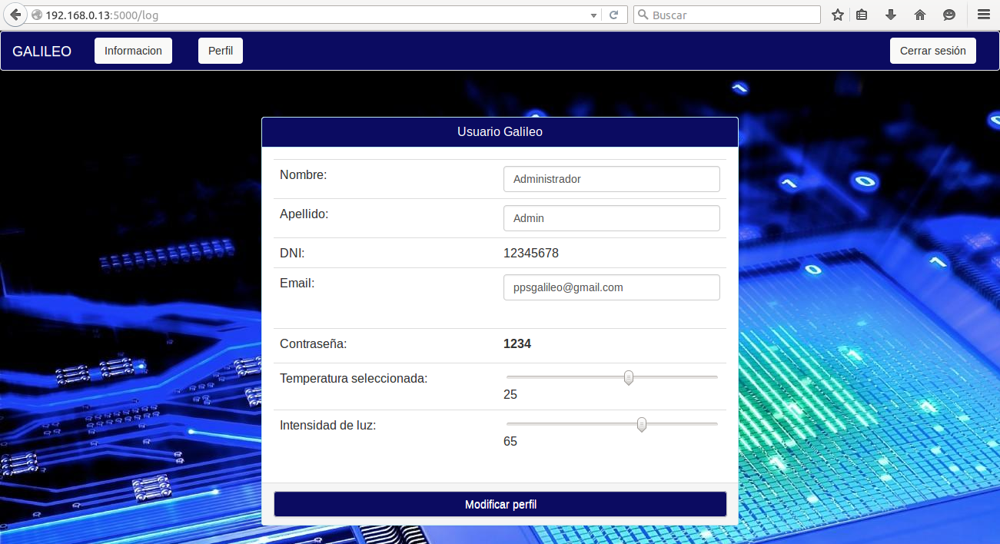 192.168.0.13:5000/log
Buscar
GALILEO
Informacion
Perfil
Cerrar sesión
Usuario Galileo
Nombre:
Administrador
Apellido:
Admin
DNI:
12345678
Email:
ppsgalileo@gmail.com
Contraseña:
1234
Temperatura seleccionada:
25
Intensidad de luz:
65
Modificar perfil